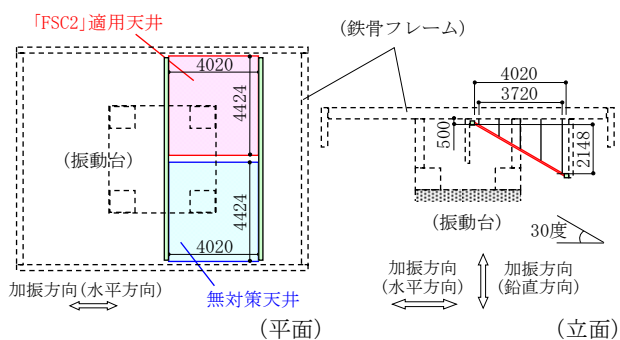 「FSC2」適用天井
4020
4424
(振動台)
4424
4020
加振方向(水平方向)
無対策天井
(平面)
(鉄骨フレーム)
4020
3720
500
2148
(振動台)
30度
加振方向
(水平方向)
加振方向
(鉛直方向)
(立面)